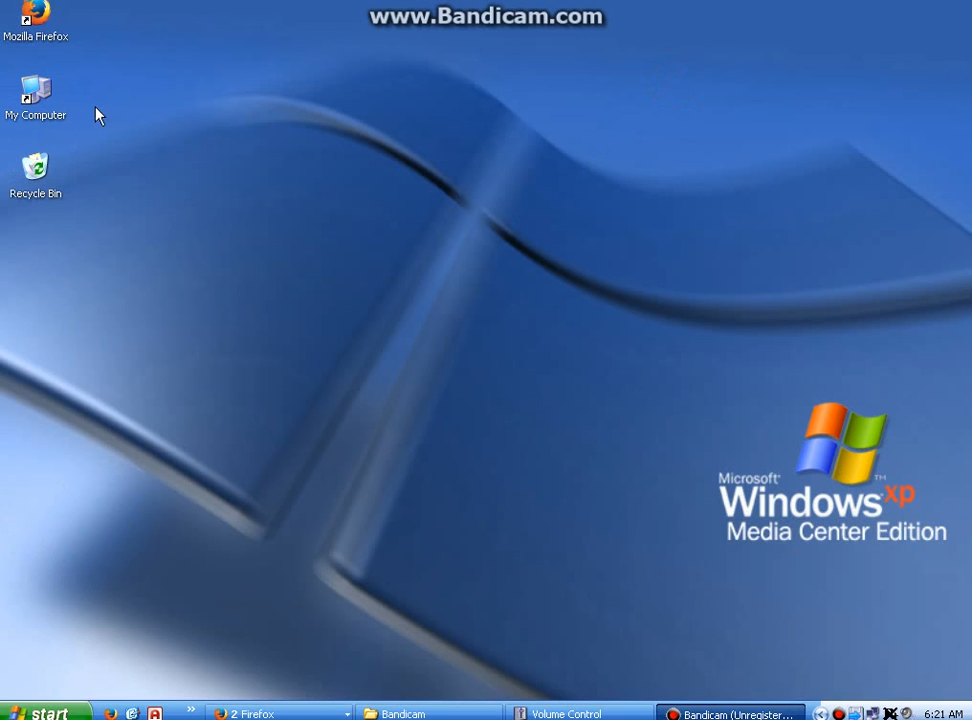 www.Bandicam.com
Mozilla Firefox
My Computer
Recycle Bin
Microsoft®
Windows xp
TM
Media Center Edition
start
2 Firefox
Bandicam
Volume Control
Bandicam (Unregister...
6:21 AM